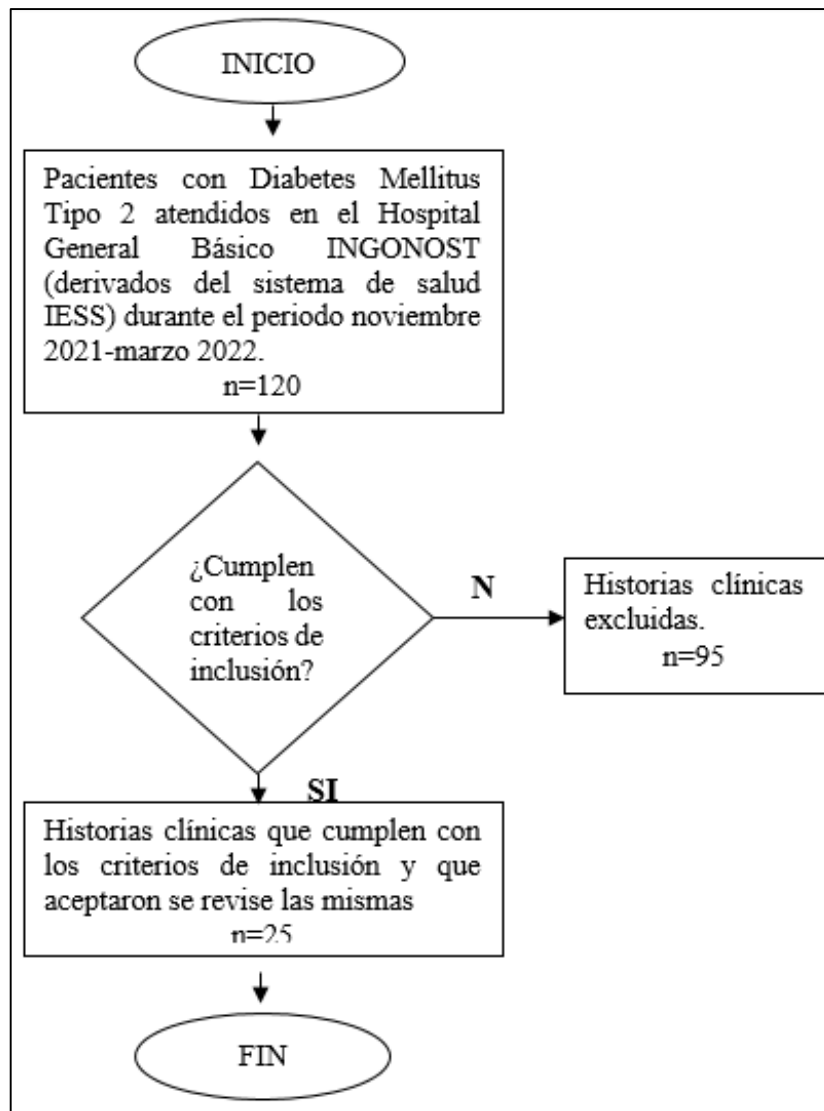 INICIO
Pacientes con Diabetes Mellitus
Tipo 2 atendidos en el Hospital
General Básico INGONOST
(derivados del sistema de salud
IESS) durante el periodo noviembre
2021-marzo 2022.
n=120
¿Cumplen
con los
criterios de
inclusión?
N
Historias clínicas
excluidas.
n=95
SI
Historias clínicas que cumplen con
los criterios de inclusión y que
aceptaron se revise las mismas
n=25
FIN